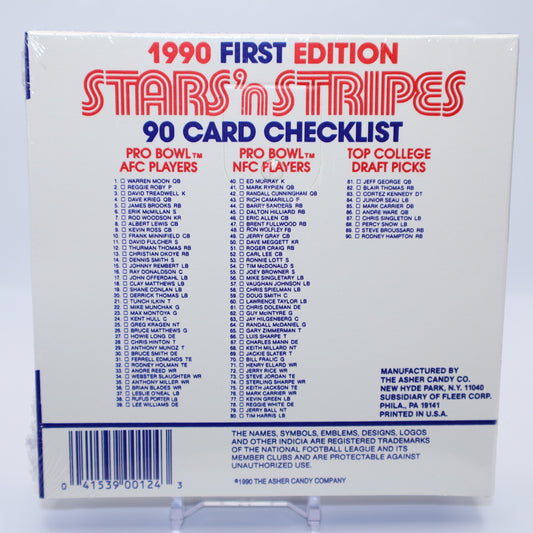 1990 FIRST EDITION
STARS'n STRIPES
90 CARD CHECKLIST
PRO BOWL™
AFC PLAYERS
1. ☐ WARREN MOON QB
2. ☐ REGGIE ROBY P
3. ☐ DAVID TREADWELL K
4. ☐ DAVE KRIEG QB
5. ☐ JAMES BROOKS RB
6. ☐ ERIK McMILLAN S
7. ☐ ROD WOODSON KR
8. ☐ ALBERT LEWIS CB
9. ☐ KEVIN ROSS CB
10. ☐ FRANK MINNIFIELD CB
11. ☐ DAVID FULCHER S
12. ☐ THURMAN THOMAS RB
13. ☐ CHRISTIAN OKOYE RB
14. ☐ DENNIS SMITH S
15. ☐ JOHNNY REMBERT LB
16. ☐ RAY DONALDSON C
17. ☐ JOHN OFFERDAHL LB
18. ☐ CLAY MATTHEWS LB
19. ☐ SHANE CONLAN LB
20. ☐ DERRICK THOMAS LB
21. ☐ TUNCH ILKIN T
22. ☐ MIKE MUNCHAK G
23. ☐ MAX MONTOYA G
24. ☐ KENT HULL C
25. ☐ GREG KRAGEN NT
26. ☐ BRUCE MATTHEWS G
27. ☐ HOWIE LONG DE
28. ☐ CHRIS HINTON T
29. ☐ ANTHONY MUNOZ T
30. ☐ BRUCE SMITH DE
31. ☐ FERRELL EDMUNDS TE
32. ☐ RODNEY HOLMAN TE
33. ☐ ANDRE REED WR
34. ☐ WEBSTER SLAUGHTER WR
35. ☐ ANTHONY MILLER WR
36. ☐ BRIAN BLADES WR
37. ☐ LESLIE O'NEAL LB
38. ☐ RUFUS PORTER LB
39. ☐ LEE WILLIAMS DE
PRO BOWL™
NFC PLAYERS
40. ☐ ED MURRAY K
41. ☐ MARK RYPIEN QB
42. ☐ RANDALL CUNNINGHAM QB
43. ☐ RICH CAMARILLO P
44. ☐ BARRY SANDERS RB
45. ☐ DALTON HILLIARD RB
46. ☐ ERIC ALLEN CB
47. ☐ BRENT FULLWOOD RB
48. ☐ RON WOLFLEY FB
49. ☐ JERRY GRAY CB
50. ☐ DAVE MEGGETT KR
51. ☐ ROGER CRAIG RB
52. ☐ CARL LEE CB
53. ☐ RONNIE LOTT S
54. ☐ TIM McDONALD S
55. ☐ JOEY BROWNER S
56. ☐ MIKE SINGLETARY LB
57. ☐ VAUGHAN JOHNSON LB
58. ☐ CHRIS SPIELMAN LB
59. ☐ DOUG SMITH C
60. ☐ LAWRENCE TAYLOR LB
61. ☐ CHRIS DOLEMAN DE
62. ☐ GUY McINTYRE G
63. ☐ JAY HILGENBERG C
64. ☐ RANDALL McDANIEL G
65. ☐ GARY ZIMMERMAN T
66. ☐ LUIS SHARPE T
67. ☐ CHARLES MANN DE
68. ☐ KEITH MILLARD NT
69. ☐ JACKIE SLATER T
70. ☐ BILL FRALIC G
71. ☐ HENRY ELLARD WR
72. ☐ JERRY RICE WR
73. ☐ STEVE JORDAN TE
74. ☐ STERLING SHARPE WR
75. ☐ KEITH JACKSON TE
76. ☐ MARK CARRIER WR
77. ☐ KEVIN GREENE LB
78. ☐ REGGIE WHITE DE
79. ☐ JERRY BALL NT
80. ☐ TIM HARRIS LB
TOP COLLEGE
DRAFT PICKS
81. ☐ JEFF GEORGE QB
82. ☐ BLAIR THOMAS RB
83. ☐ CORTEZ KENNEDY DT
84. ☐ JUNIOR SEAU LB
85. ☐ MARK CARRIER DB
86. ☐ ANDRE WARE QB
87. ☐ CHRIS SINGLETON LB
88. ☐ PERCY SNOW LB
89. ☐ STEVE BROUSSARD RB
90. ☐ RODNEY HAMPTON RB
MANUFACTURED BY
THE ASHER CANDY CO.
NEW HYDE PARK, N.Y. 11040
SUBSIDIARY OF FLEER CORP.
PHILA., PA 19141
PRINTED IN U.S.A.
THE NAMES, SYMBOLS, EMBLEMS, DESIGNS, LOGOS
AND OTHER INDICIA ARE REGISTERED TRADEMARKS
OF THE NATIONAL FOOTBALL LEAGUE AND ITS
MEMBER CLUBS AND ARE PROTECTABLE AGAINST
UNAUTHORIZED USE.
©1990 THE ASHER CANDY COMPANY
0 41539 00124 3